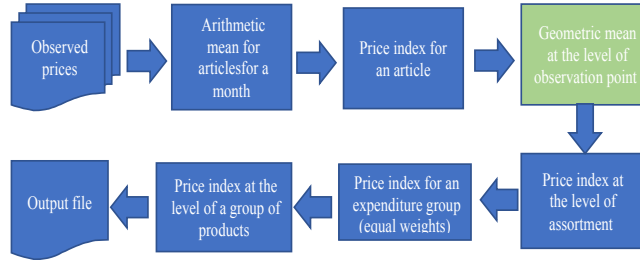 Observed
prices
Arithmetic
mean for
articlesfor a
month
Price index for
an article
Geometric mean
at the level of
observation point
Price index at
the level of
assortment
Price index for an
expenditure group
(equal weights)
Price index at the
level of a group of
products
Output file